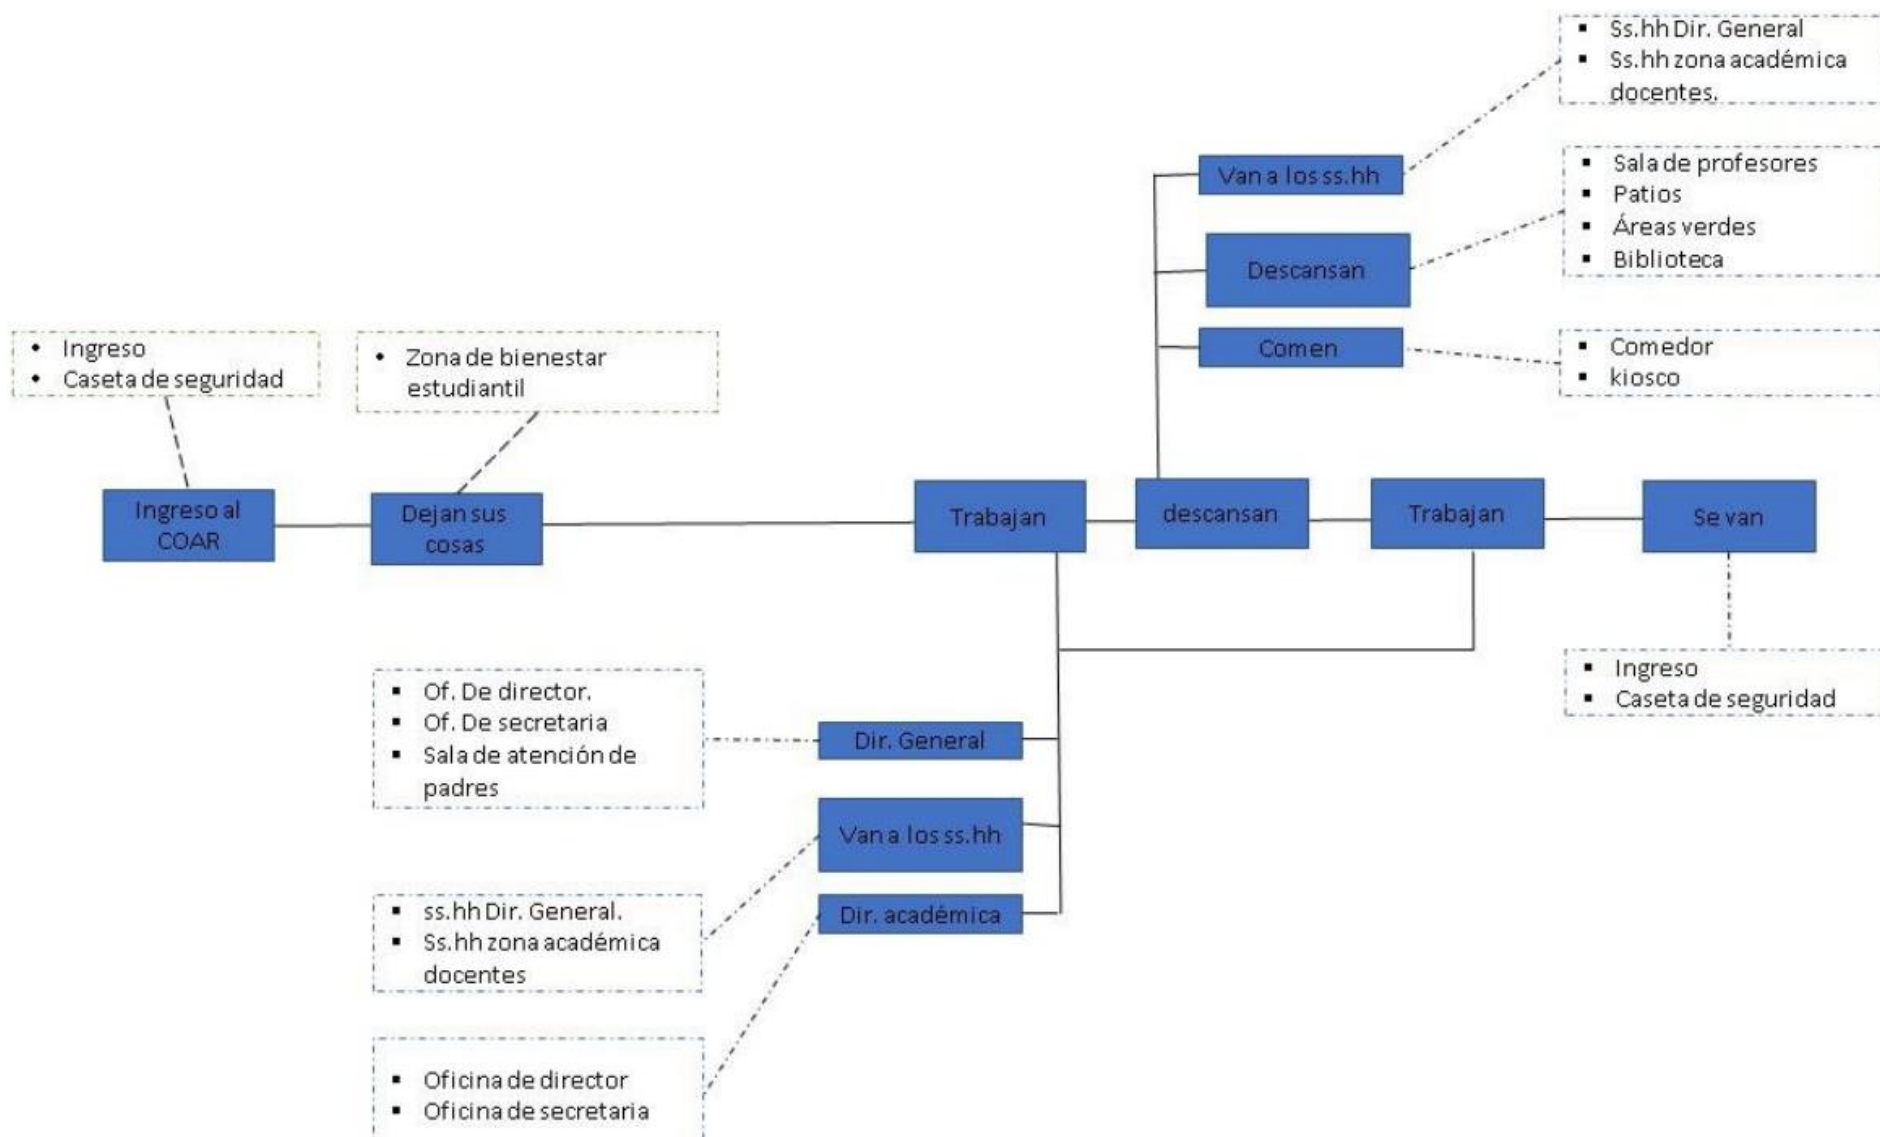 Ss.hh Dir. General
Ss.hh zona académica
docentes.
Van a los ss.hh
Sala de profesores
Patios
Áreas verdes
Biblioteca
Descansan
Comen
Comedor
kiosco
Ingreso
Caseta de seguridad
Zona de bienestar
estudiantil
Ingreso al
COAR
Dejan sus
cosas
Trabajan
descansan
Trabajan
Se van
Ingreso
Caseta de seguridad
Of. De director.
Of. De secretaria
Sala de atención de
padres
Dir. General
Van a los ss.hh
ss.hh Dir. General.
Ss.hh zona académica
docentes
Dir. académica
Oficina de director
Oficina de secretaria